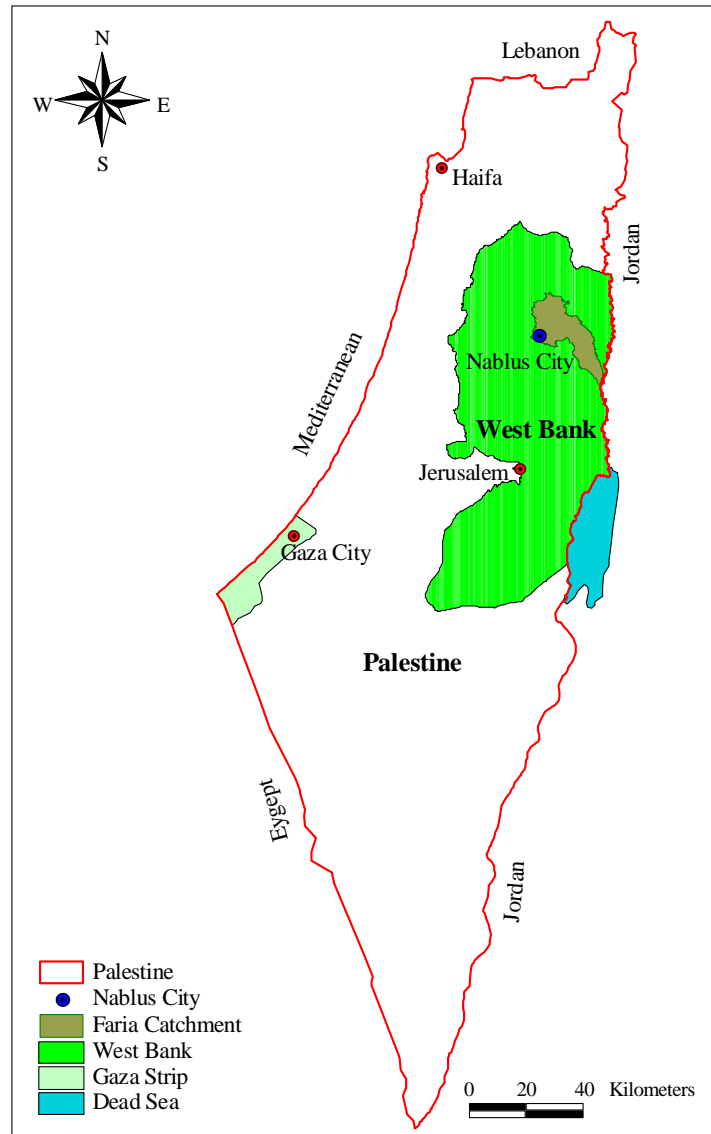 N
Lebanon
W
E
S
Haifa
Jordan
Mediterranean
Nablus City
West Bank
Jerusalem
Gaza City
Palestine
Eygept
Jordan
Palestine
Nablus City
Faria Catchment
West Bank
Gaza Strip
Dead Sea
0 20 40 Kilometers